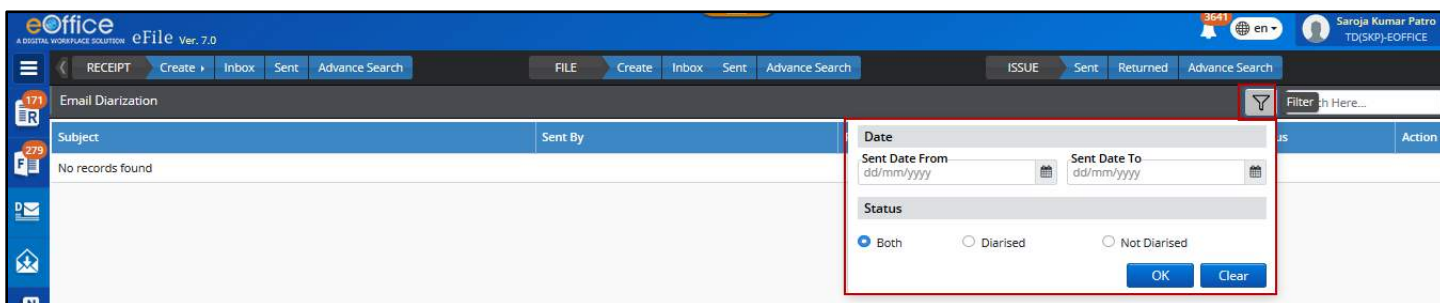 eOffice
A DIGITAL WORKPLACE SOLUTION eFile Ver. 7.0
3641
en
Saroja Kumar Patro
TD(SKP)-EOFFICE
RECEIPT Create Inbox Sent Advance Search FILE Create Inbox Sent Advance Search ISSUE Sent Returned Advance Search
171
R
Email Diarization
Filter
h Here...
Subject Sent By Date us Action
279
F
No records found
Sent Date From
dd/mm/yyyy
Sent Date To
dd/mm/yyyy
D
Status
Both Diarised Not Diarised
OK Clear